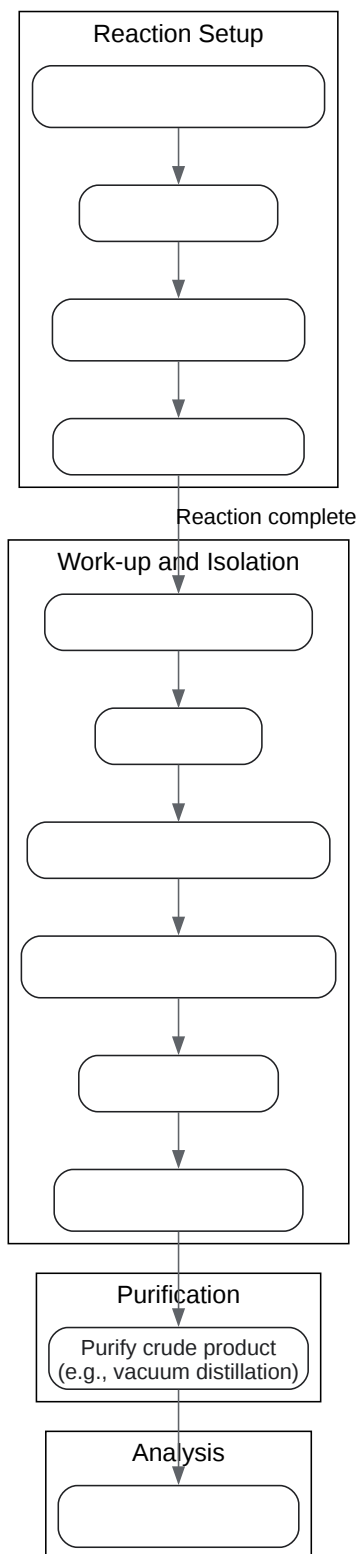 Reaction Setup
Reaction complete
Work-up and Isolation
Purification
Purify crude product
(e.g., vacuum distillation)
Analysis